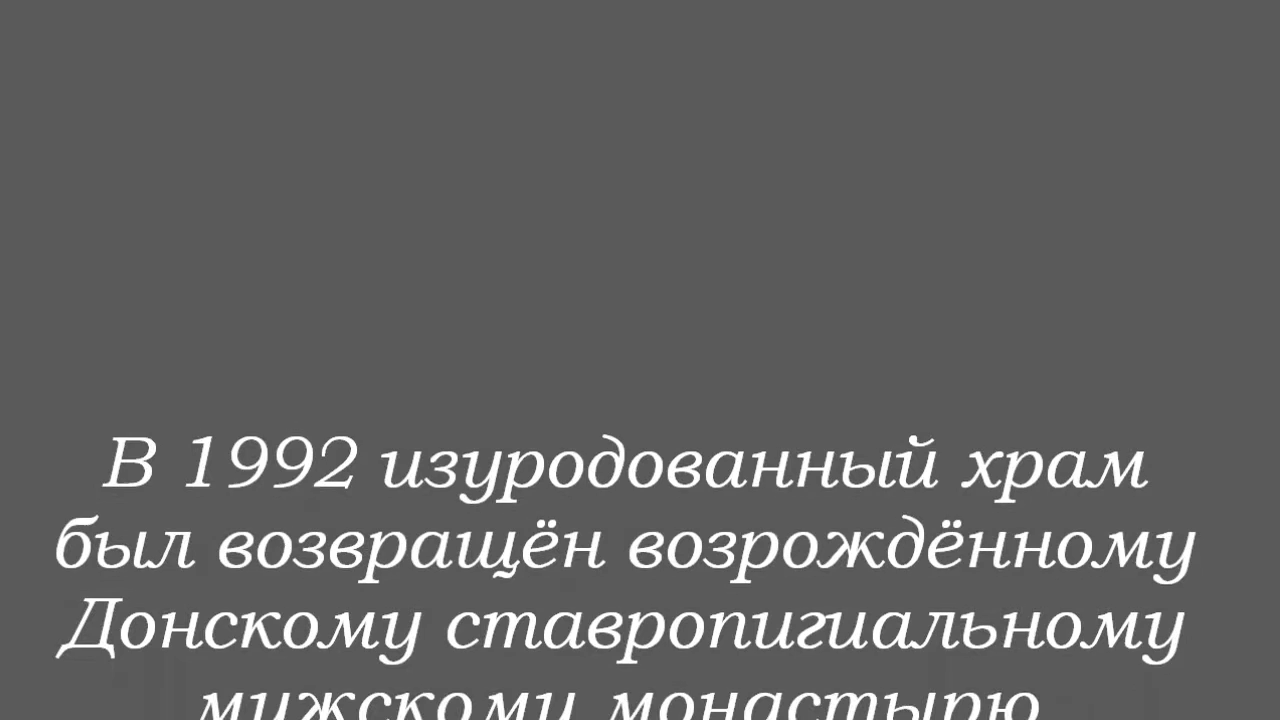 В 1992 изуродованный храм
был возвращён возрождённому
Донскому ставропигиальному
мужскому монастырю